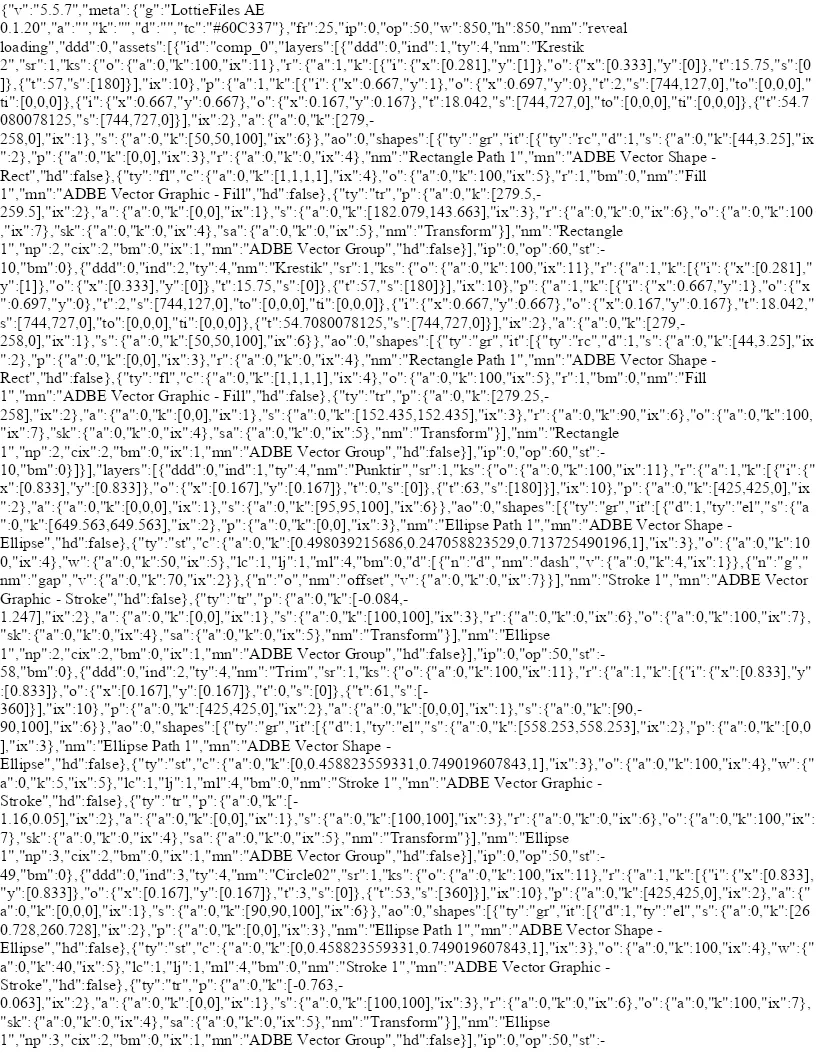 {"v":"5.5.7","meta":{"g":"LottieFiles AE
0.1.20","a":"","k":"","d":"","tc":"#60C337"},"fr":25,"ip":0,"op":50,"w":850,"h":850,"nm":"reveal
loading","ddd":0,"assets":[{"id":"comp_0","layers":[{"ddd":0,"ind":1,"ty":4,"nm":"Krestik
2","sr":1,"ks":{"o":{"a":0,"k":100,"ix":11},"r":{"a":1,"k":[{"i":{"x":[0.281],"y":[1]},"o":{"x":[0.333],"y":[0]},"t":15.75,"s":[0
]},{"t":57,"s":[180]}],"ix":10},"p":{"a":1,"k":[{"i":{"x":0.667,"y":1},"o":{"x":0.697,"y":0},"t":2,"s":[744,127,0],"to":[0,0,0],"
ti":[0,0,0]},{"i":{"x":0.667,"y":0.667},"o":{"x":0.167,"y":0.167},"t":18.042,"s":[744,727,0],"to":[0,0,0],"ti":[0,0,0]},{"t":54.7
080078125,"s":[744,727,0]}],"ix":2},"a":{"a":0,"k":[279,-
258,0],"ix":1},"s":{"a":0,"k":[50,50,100],"ix":6}},"ao":0,"shapes":[{"ty":"gr","it":[{"ty":"rc","d":1,"s":{"a":0,"k":[44,3.25],"ix
":2},"p":{"a":0,"k":[0,0],"ix":3},"r":{"a":0,"k":0,"ix":4},"nm":"Rectangle Path 1","mn":"ADBE Vector Shape -
Rect","hd":false},{"ty":"fl","c":{"a":0,"k":[1,1,1,1],"ix":4},"o":{"a":0,"k":100,"ix":5},"r":1,"bm":0,"nm":"Fill
1","mn":"ADBE Vector Graphic - Fill","hd":false},{"ty":"tr","p":{"a":0,"k":[279.5,-
259.5],"ix":2},"a":{"a":0,"k":[0,0],"ix":1},"s":{"a":0,"k":[182.079,143.663],"ix":3},"r":{"a":0,"k":0,"ix":6},"o":{"a":0,"k":100
,"ix":7},"sk":{"a":0,"k":0,"ix":4},"sa":{"a":0,"k":0,"ix":5},"nm":"Transform"}],"nm":"Rectangle
1","np":2,"cix":2,"bm":0,"ix":1,"mn":"ADBE Vector Group","hd":false}],"ip":0,"op":60,"st":-
10,"bm":0},{"ddd":0,"ind":2,"ty":4,"nm":"Krestik","sr":1,"ks":{"o":{"a":0,"k":100,"ix":11},"r":{"a":1,"k":[{"i":{"x":[0.281],"
y":[1]},"o":{"x":[0.333],"y":[0]},"t":15.75,"s":[0]},{"t":57,"s":[180]}],"ix":10},"p":{"a":1,"k":[{"i":{"x":0.667,"y":1},"o":{"x
":0.697,"y":0},"t":2,"s":[744,127,0],"to":[0,0,0],"ti":[0,0,0]},{"i":{"x":0.667,"y":0.667},"o":{"x":0.167,"y":0.167},"t":18.042,"
s":[744,727,0],"to":[0,0,0],"ti":[0,0,0]},{"t":54.7080078125,"s":[744,727,0]}],"ix":2},"a":{"a":0,"k":[279,-
258,0],"ix":1},"s":{"a":0,"k":[50,50,100],"ix":6}},"ao":0,"shapes":[{"ty":"gr","it":[{"ty":"rc","d":1,"s":{"a":0,"k":[44,3.25],"ix
":2},"p":{"a":0,"k":[0,0],"ix":3},"r":{"a":0,"k":0,"ix":4},"nm":"Rectangle Path 1","mn":"ADBE Vector Shape -
Rect","hd":false},{"ty":"fl","c":{"a":0,"k":[1,1,1,1],"ix":4},"o":{"a":0,"k":100,"ix":5},"r":1,"bm":0,"nm":"Fill
1","mn":"ADBE Vector Graphic - Fill","hd":false},{"ty":"tr","p":{"a":0,"k":[279.25,-
258],"ix":2},"a":{"a":0,"k":[0,0],"ix":1},"s":{"a":0,"k":[152.435,152.435],"ix":3},"r":{"a":0,"k":90,"ix":6},"o":{"a":0,"k":100,
"ix":7},"sk":{"a":0,"k":0,"ix":4},"sa":{"a":0,"k":0,"ix":5},"nm":"Transform"}],"nm":"Rectangle
1","np":2,"cix":2,"bm":0,"ix":1,"mn":"ADBE Vector Group","hd":false}],"ip":0,"op":60,"st":-
10,"bm":0}]}],"layers":[{"ddd":0,"ind":1,"ty":4,"nm":"Punktir","sr":1,"ks":{"o":{"a":0,"k":100,"ix":11},"r":{"a":1,"k":[{"i":{"
x":[0.833],"y":[0.833]},"o":{"x":[0.167],"y":[0.167]},"t":0,"s":[0]},{"t":63,"s":[180]}],"ix":10},"p":{"a":0,"k":[425,425,0],"ix
":2},"a":{"a":0,"k":[0,0,0],"ix":1},"s":{"a":0,"k":[95,95,100],"ix":6}},"ao":0,"shapes":[{"ty":"gr","it":[{"d":1,"ty":"el","s":{"a
":0,"k":[649.563,649.563],"ix":2},"p":{"a":0,"k":[0,0],"ix":3},"nm":"Ellipse Path 1","mn":"ADBE Vector Shape -
Ellipse","hd":false},{"ty":"st","c":{"a":0,"k":[0.498039215686,0.247058823529,0.713725490196,1],"ix":3},"o":{"a":0,"k":10
0,"ix":4},"w":{"a":0,"k":50,"ix":5},"lc":1,"lj":1,"ml":4,"bm":0,"d":[{"n":"d","nm":"dash","v":{"a":0,"k":4,"ix":1}},{"n":"g","
nm":"gap","v":{"a":0,"k":70,"ix":2}},{"n":"o","nm":"offset","v":{"a":0,"k":0,"ix":7}}],"nm":"Stroke 1","mn":"ADBE Vector
Graphic - Stroke","hd":false},{"ty":"tr","p":{"a":0,"k":[-0.084,-
1.247],"ix":2},"a":{"a":0,"k":[0,0],"ix":1},"s":{"a":0,"k":[100,100],"ix":3},"r":{"a":0,"k":0,"ix":6},"o":{"a":0,"k":100,"ix":7},
"sk":{"a":0,"k":0,"ix":4},"sa":{"a":0,"k":0,"ix":5},"nm":"Transform"}],"nm":"Ellipse
1","np":2,"cix":2,"bm":0,"ix":1,"mn":"ADBE Vector Group","hd":false}],"ip":0,"op":50,"st":-
58,"bm":0},{"ddd":0,"ind":2,"ty":4,"nm":"Trim","sr":1,"ks":{"o":{"a":0,"k":100,"ix":11},"r":{"a":1,"k":[{"i":{"x":[0.833],"y"
:[0.833]},"o":{"x":[0.167],"y":[0.167]},"t":0,"s":[0]},{"t":61,"s":[-
360]}],"ix":10},"p":{"a":0,"k":[425,425,0],"ix":2},"a":{"a":0,"k":[0,0,0],"ix":1},"s":{"a":0,"k":[90,-
90,100],"ix":6}},"ao":0,"shapes":[{"ty":"gr","it":[{"d":1,"ty":"el","s":{"a":0,"k":[558.253,558.253],"ix":2},"p":{"a":0,"k":[0,0
],"ix":3},"nm":"Ellipse Path 1","mn":"ADBE Vector Shape -
Ellipse","hd":false},{"ty":"st","c":{"a":0,"k":[0,0.458823559331,0.749019607843,1],"ix":3},"o":{"a":0,"k":100,"ix":4},"w":{"
a":0,"k":5,"ix":5},"lc":1,"lj":1,"ml":4,"bm":0,"nm":"Stroke 1","mn":"ADBE Vector Graphic -
Stroke","hd":false},{"ty":"tr","p":{"a":0,"k":[-
1.16,0.05],"ix":2},"a":{"a":0,"k":[0,0],"ix":1},"s":{"a":0,"k":[100,100],"ix":3},"r":{"a":0,"k":0,"ix":6},"o":{"a":0,"k":100,"ix":
7},"sk":{"a":0,"k":0,"ix":4},"sa":{"a":0,"k":0,"ix":5},"nm":"Transform"}],"nm":"Ellipse
1","np":3,"cix":2,"bm":0,"ix":1,"mn":"ADBE Vector Group","hd":false}],"ip":0,"op":50,"st":-
49,"bm":0},{"ddd":0,"ind":3,"ty":4,"nm":"Circle02","sr":1,"ks":{"o":{"a":0,"k":100,"ix":11},"r":{"a":1,"k":[{"i":{"x":[0.833],
"y":[0.833]},"o":{"x":[0.167],"y":[0.167]},"t":3,"s":[0]},{"t":53,"s":[360]}],"ix":10},"p":{"a":0,"k":[425,425,0],"ix":2},"a":{"
a":0,"k":[0,0,0],"ix":1},"s":{"a":0,"k":[90,90,100],"ix":6}},"ao":0,"shapes":[{"ty":"gr","it":[{"d":1,"ty":"el","s":{"a":0,"k":[26
0.728,260.728],"ix":2},"p":{"a":0,"k":[0,0],"ix":3},"nm":"Ellipse Path 1","mn":"ADBE Vector Shape -
Ellipse","hd":false},{"ty":"st","c":{"a":0,"k":[0,0.458823559331,0.749019607843,1],"ix":3},"o":{"a":0,"k":100,"ix":4},"w":{"
a":0,"k":40,"ix":5},"lc":1,"lj":1,"ml":4,"bm":0,"nm":"Stroke 1","mn":"ADBE Vector Graphic -
Stroke","hd":false},{"ty":"tr","p":{"a":0,"k":[-0.763,-
0.063],"ix":2},"a":{"a":0,"k":[0,0],"ix":1},"s":{"a":0,"k":[100,100],"ix":3},"r":{"a":0,"k":0,"ix":6},"o":{"a":0,"k":100,"ix":7},
"sk":{"a":0,"k":0,"ix":4},"sa":{"a":0,"k":0,"ix":5},"nm":"Transform"}],"nm":"Ellipse
1","np":3,"cix":2,"bm":0,"ix":1,"mn":"ADBE Vector Group","hd":false}],"ip":0,"op":50,"st":-